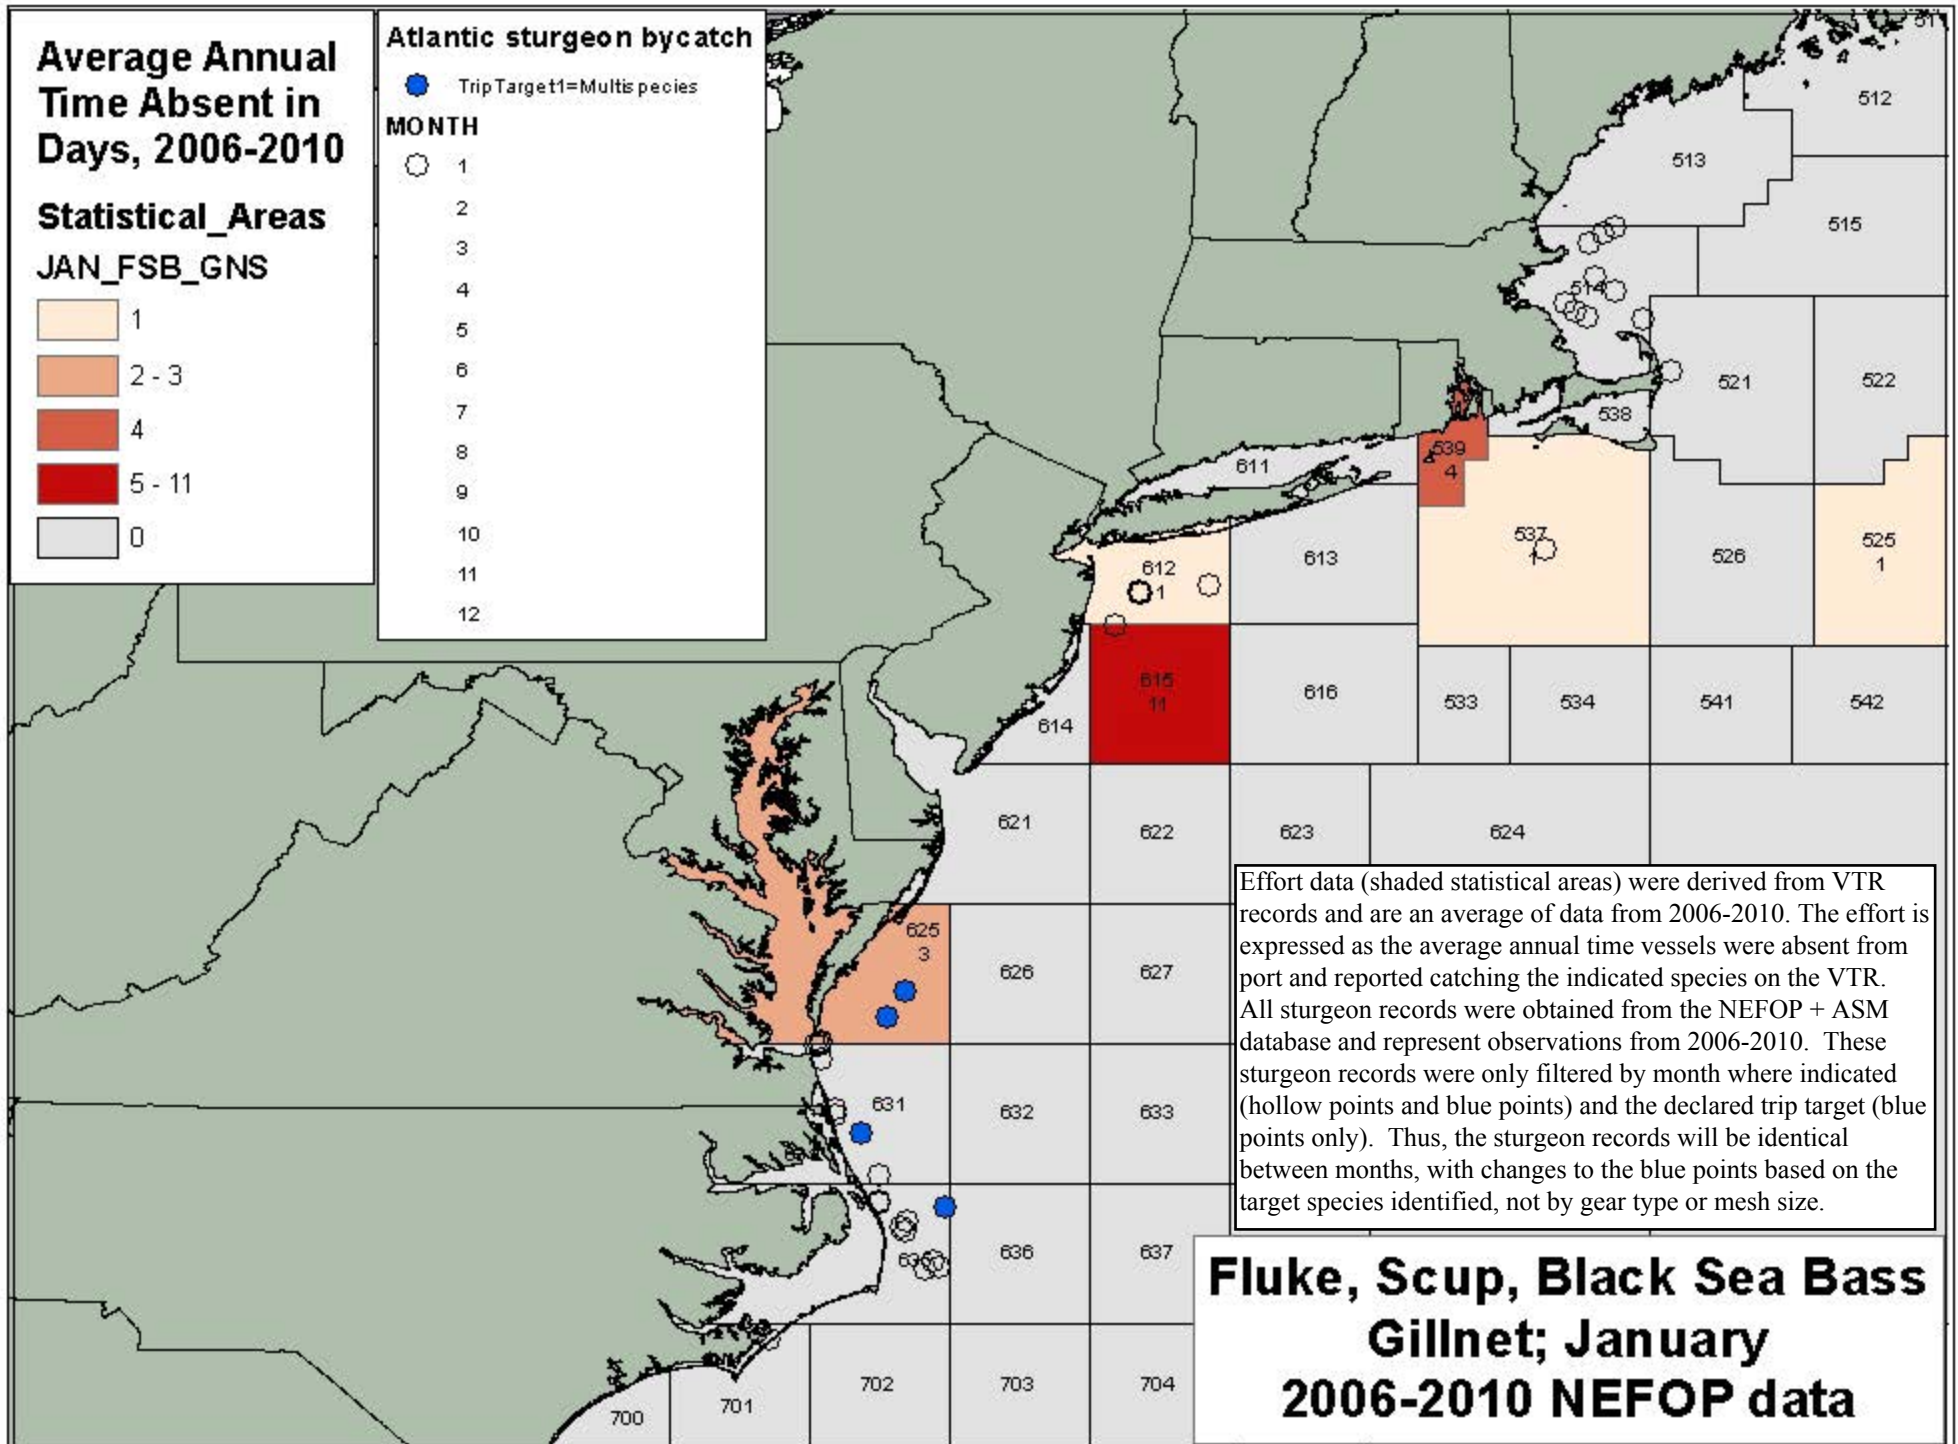 Average Annual
Time Absent in
Days, 2006-2010
Statistical_Areas
JAN_FSB_GNS
1
2 - 3
4
5 - 11
0
Atlantic sturgeon bycatch
TripTarget1=Multispecies
MONTH
1
2
3
4
5
6
7
8
9
10
11
12
511
512
513
515
514
521
522
538
539
4
611
537
1
526
525
1
612
1
613
615
11
616
614
533
534
541
542
621
622
623
624
625
3
626
627
631
632
633
636
637
700
701
702
703
704
Effort data (shaded statistical areas) were derived from VTR
records and are an average of data from 2006-2010. The effort is
expressed as the average annual time vessels were absent from
port and reported catching the indicated species on the VTR.
All sturgeon records were obtained from the NEFOP + ASM
database and represent observations from 2006-2010.  These
sturgeon records were only filtered by month where indicated
(hollow points and blue points) and the declared trip target (blue
points only).  Thus, the sturgeon records will be identical
between months, with changes to the blue points based on the
target species identified, not by gear type or mesh size.
Fluke, Scup, Black Sea Bass
Gillnet; January
2006-2010 NEFOP data